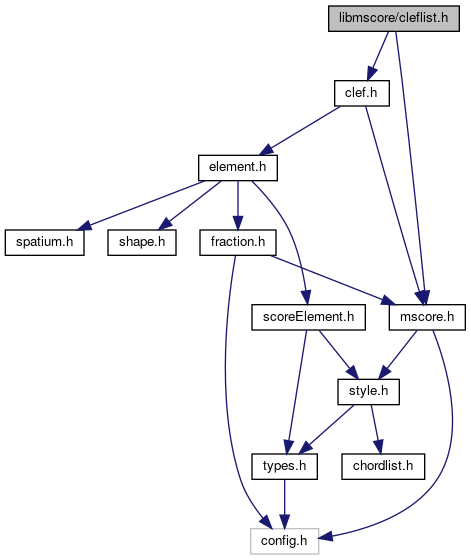 libmscore/cleflist.h
clef.h
element.h
spatium.h
shape.h
fraction.h
scoreElement.h
mscore.h
style.h
types.h
chordlist.h
config.h